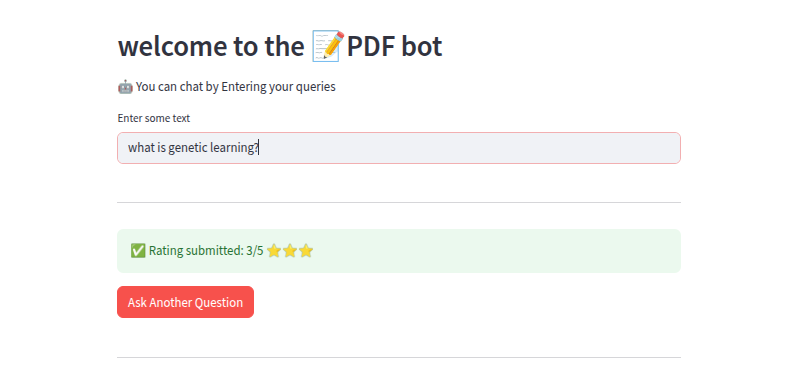 welcome to the 📝PDF bot
🤖 You can chat by Entering your queries
Enter some text
what is genetic learning?
✅ Rating submitted: 3/5 ⭐⭐⭐
Ask Another Question